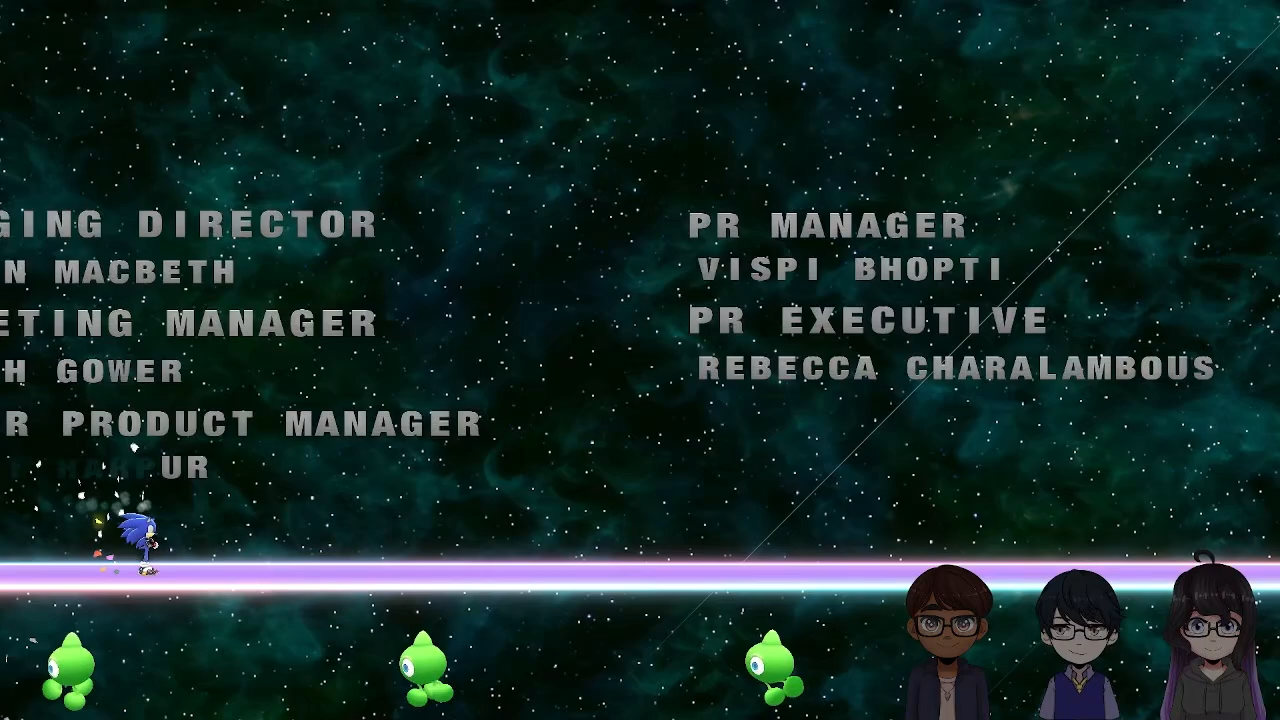 GING DIRECTOR
N MACBETH
ETING MANAGER
H GOWER
R PRODUCT MANAGER
UR
PR MANAGER
VISPI BHOPTI
PR EXECUTIVE
REBECCA CHARALAMBOUS